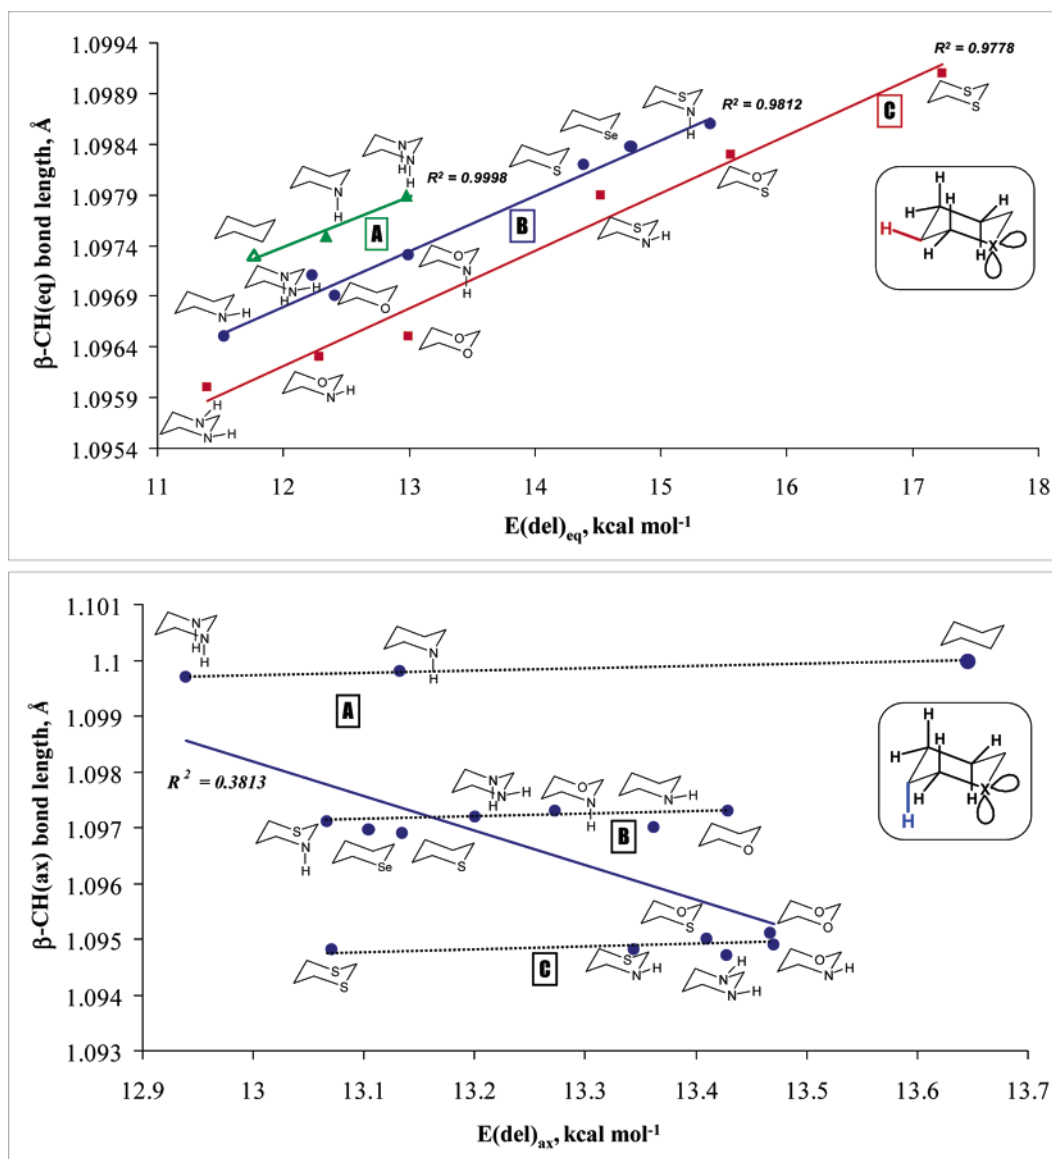 1.0994
1.0989
1.0984
1.0979
1.0974
1.0969
1.0964
1.0959
1.0954
β-CH(eq) bond length, Å
R² = 0.9778
R² = 0.9812
R² = 0.9998
A
B
C
N
H
N
H
N
H
S
Se
S
N
H
S
S
O
S
S
N
H
N
H
N
H
N
H
O
O
N
H
O
O
O
N
H
N
H
N
H
H
H
H
H
H
H
X
11 12 13 14 15 16 17 18
E(del)eq, kcal mol⁻¹
1.101
1.1
1.099
1.098
1.097
1.096
1.095
1.094
1.093
β-CH(ax) bond length, Å
R² = 0.3813
A
B
C
N
H
N
H
N
H
N
H
N
H
O
N
H
N
H
S
N
H
Se
S
O
O
S
O
O
S
S
S
N
H
N
H
N
H
O
N
H
H
H
H
H
H
H
X
12.9 13 13.1 13.2 13.3 13.4 13.5 13.6 13.7
E(del)ax, kcal mol⁻¹